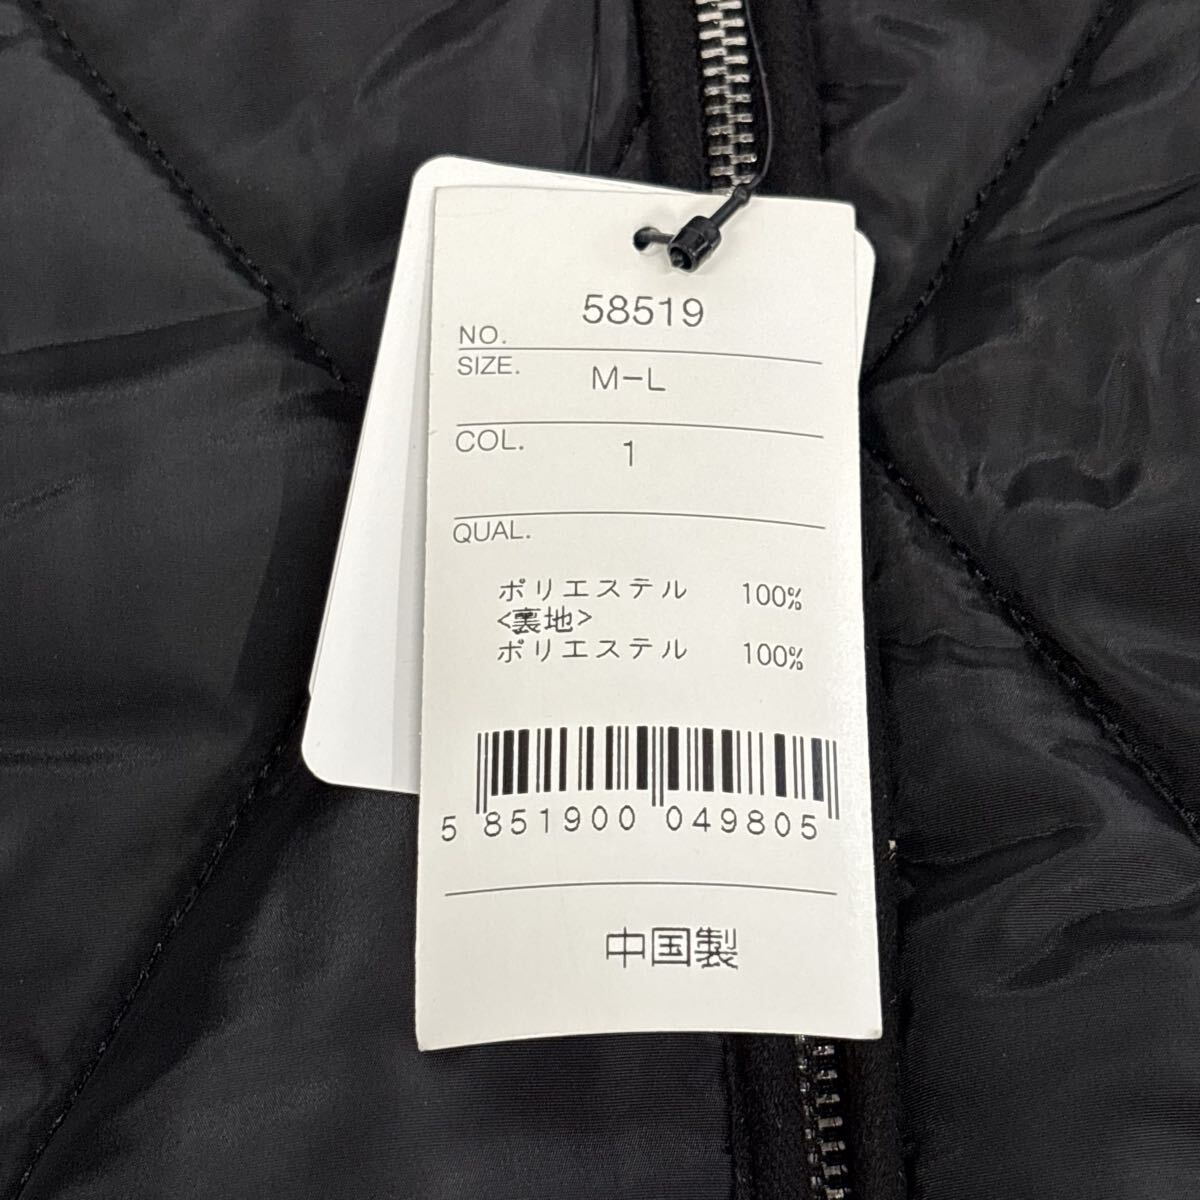 NO. 58519
SIZE. M-L
COL. 1
QUAL.
ポリエステル 100%
<裏地>
ポリエステル 100%
5 851900 049805
中国製